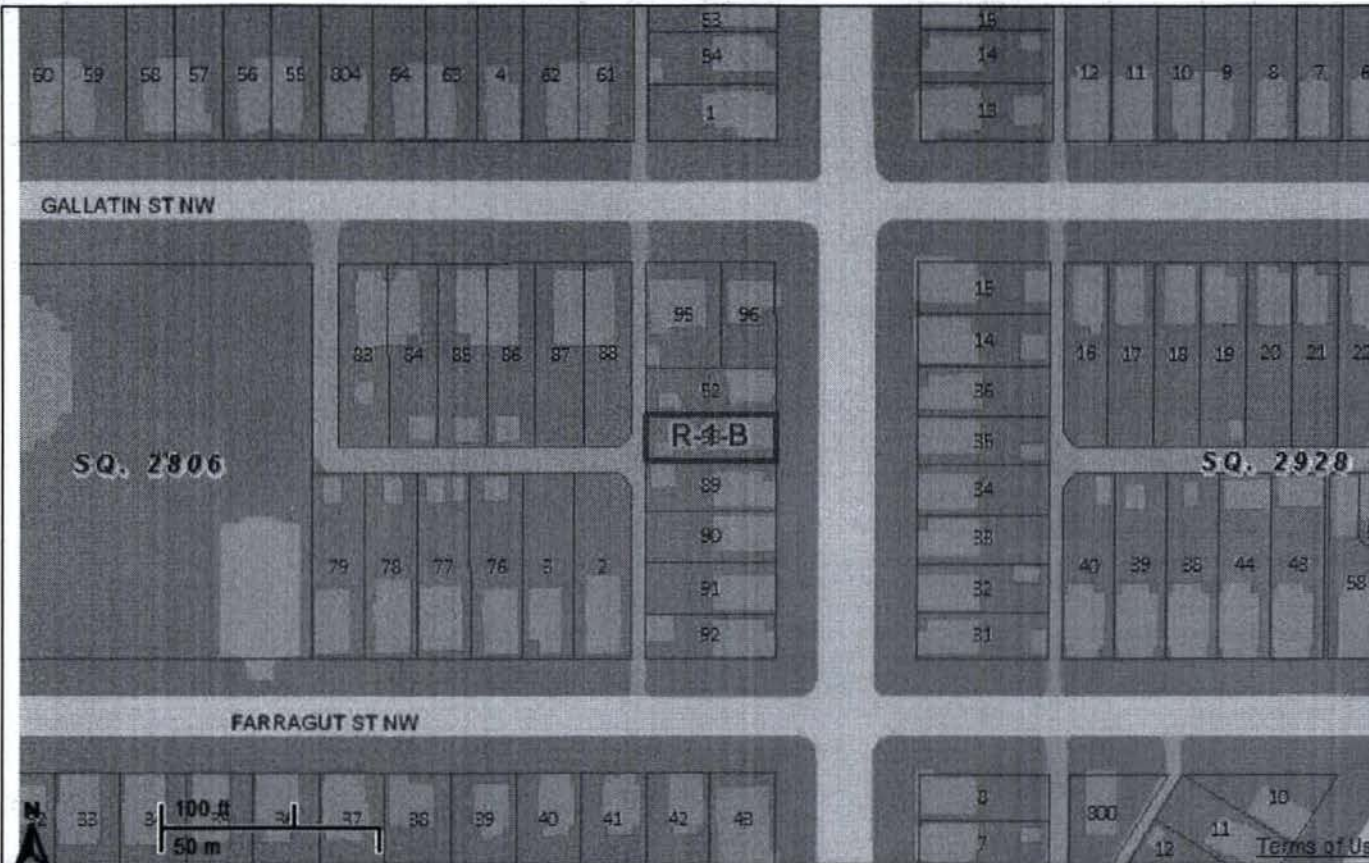 53 15
60 59 58 57 56 55 804 64 63 4 62 61 54 14 12 11 10 9 8 7 6
1 13
GALLATIN ST NW
95 96 15
83 84 85 86 87 88 14 16 17 18 19 20 21 22
52 36
R-1-B 35
SQ. 2806 SQ. 2928
89 34
90 33
79 78 77 76 2 40 39 38 44 43 58
91 32
92 31
FARRAGUT ST NW
N 33 37 38 39 40 41 42 43 8 300 10
100 ft 7 11
50 m 12 Terms of Us